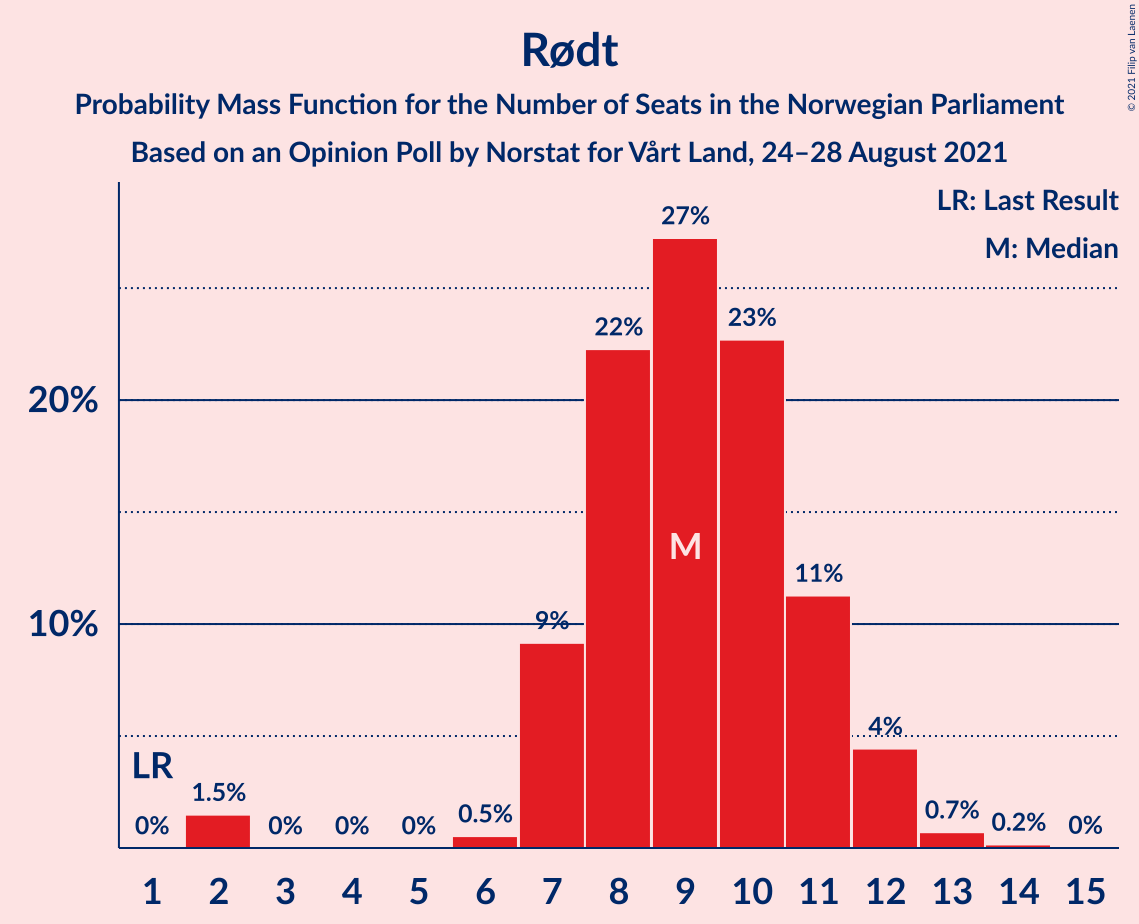 Rødt
Probability Mass Function for the Number of Seats in the Norwegian Parliament
Based on an Opinion Poll by Norstat for Vårt Land, 24–28 August 2021
© 2021 Filip van Laenen
LR: Last Result
M: Median
27%
23%
22%
20%
M
11%
9%
10%
4%
LR
1.5%
0.5%
0.7%
0.2%
0% 0% 0% 0% 0%
1 2 3 4 5 6 7 8 9 10 11 12 13 14 15